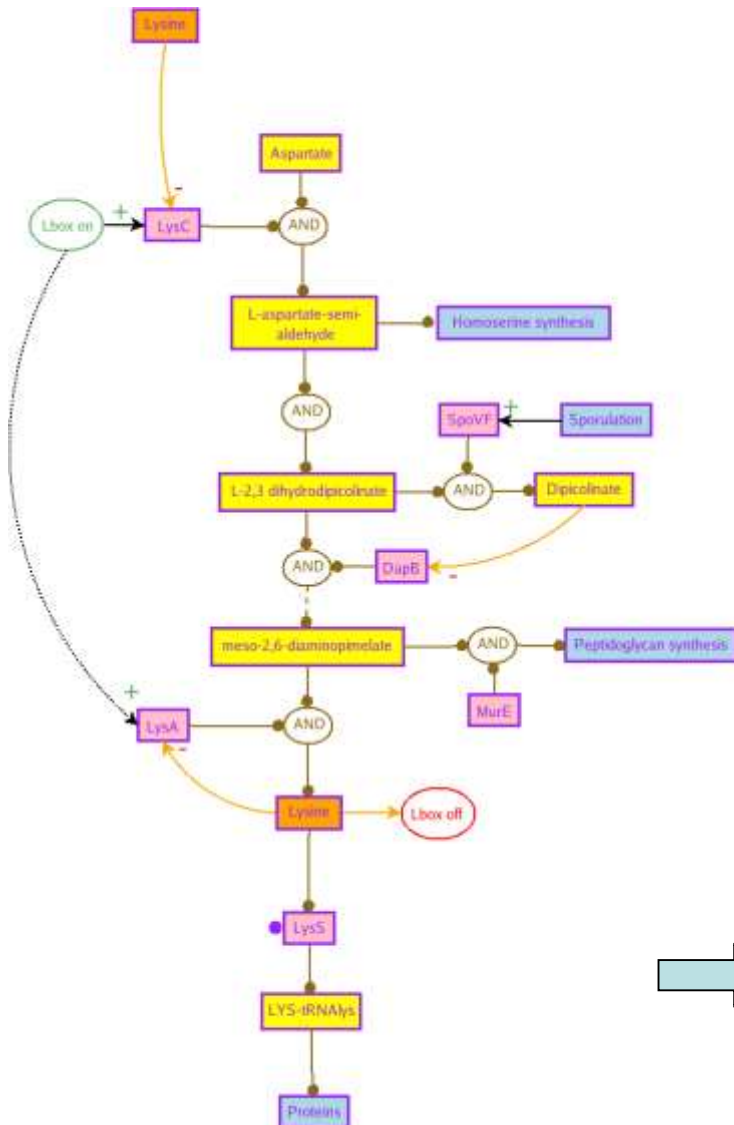 Lysine
-
Aspartate
+
Lbox on
LysC
AND
L-aspartate-semi-
aldehyde
Homoserine synthesis
AND
SpoVF
+
Sporulation
L-2,3 dihydrodipicolinate
AND
Dipicolinate
AND
DapB
-
meso-2,6-diaminopimelate
AND
Peptidoglycan synthesis
+
LysA
-
AND
MurE
Lysine
Lbox off
LysS
LYS-tRNAlys
Proteins